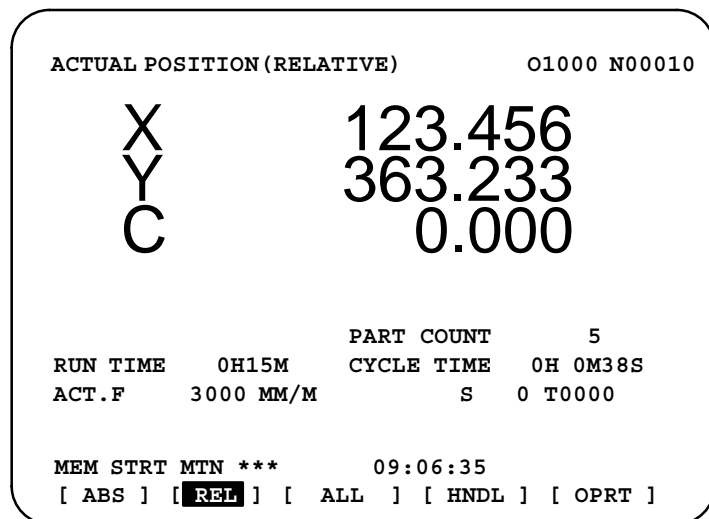 ACTUAL POSITION(RELATIVE) O1000 N00010
X 123.456
Y 363.233
C 0.000
PART COUNT 5
RUN TIME 0H15M CYCLE TIME 0H 0M38S
ACT.F 3000 MM/M S 0 T0000
MEM STRT MTN *** 09:06:35
[ ABS ] [ REL ] [ ALL ] [ HNDL ] [ OPRT ]